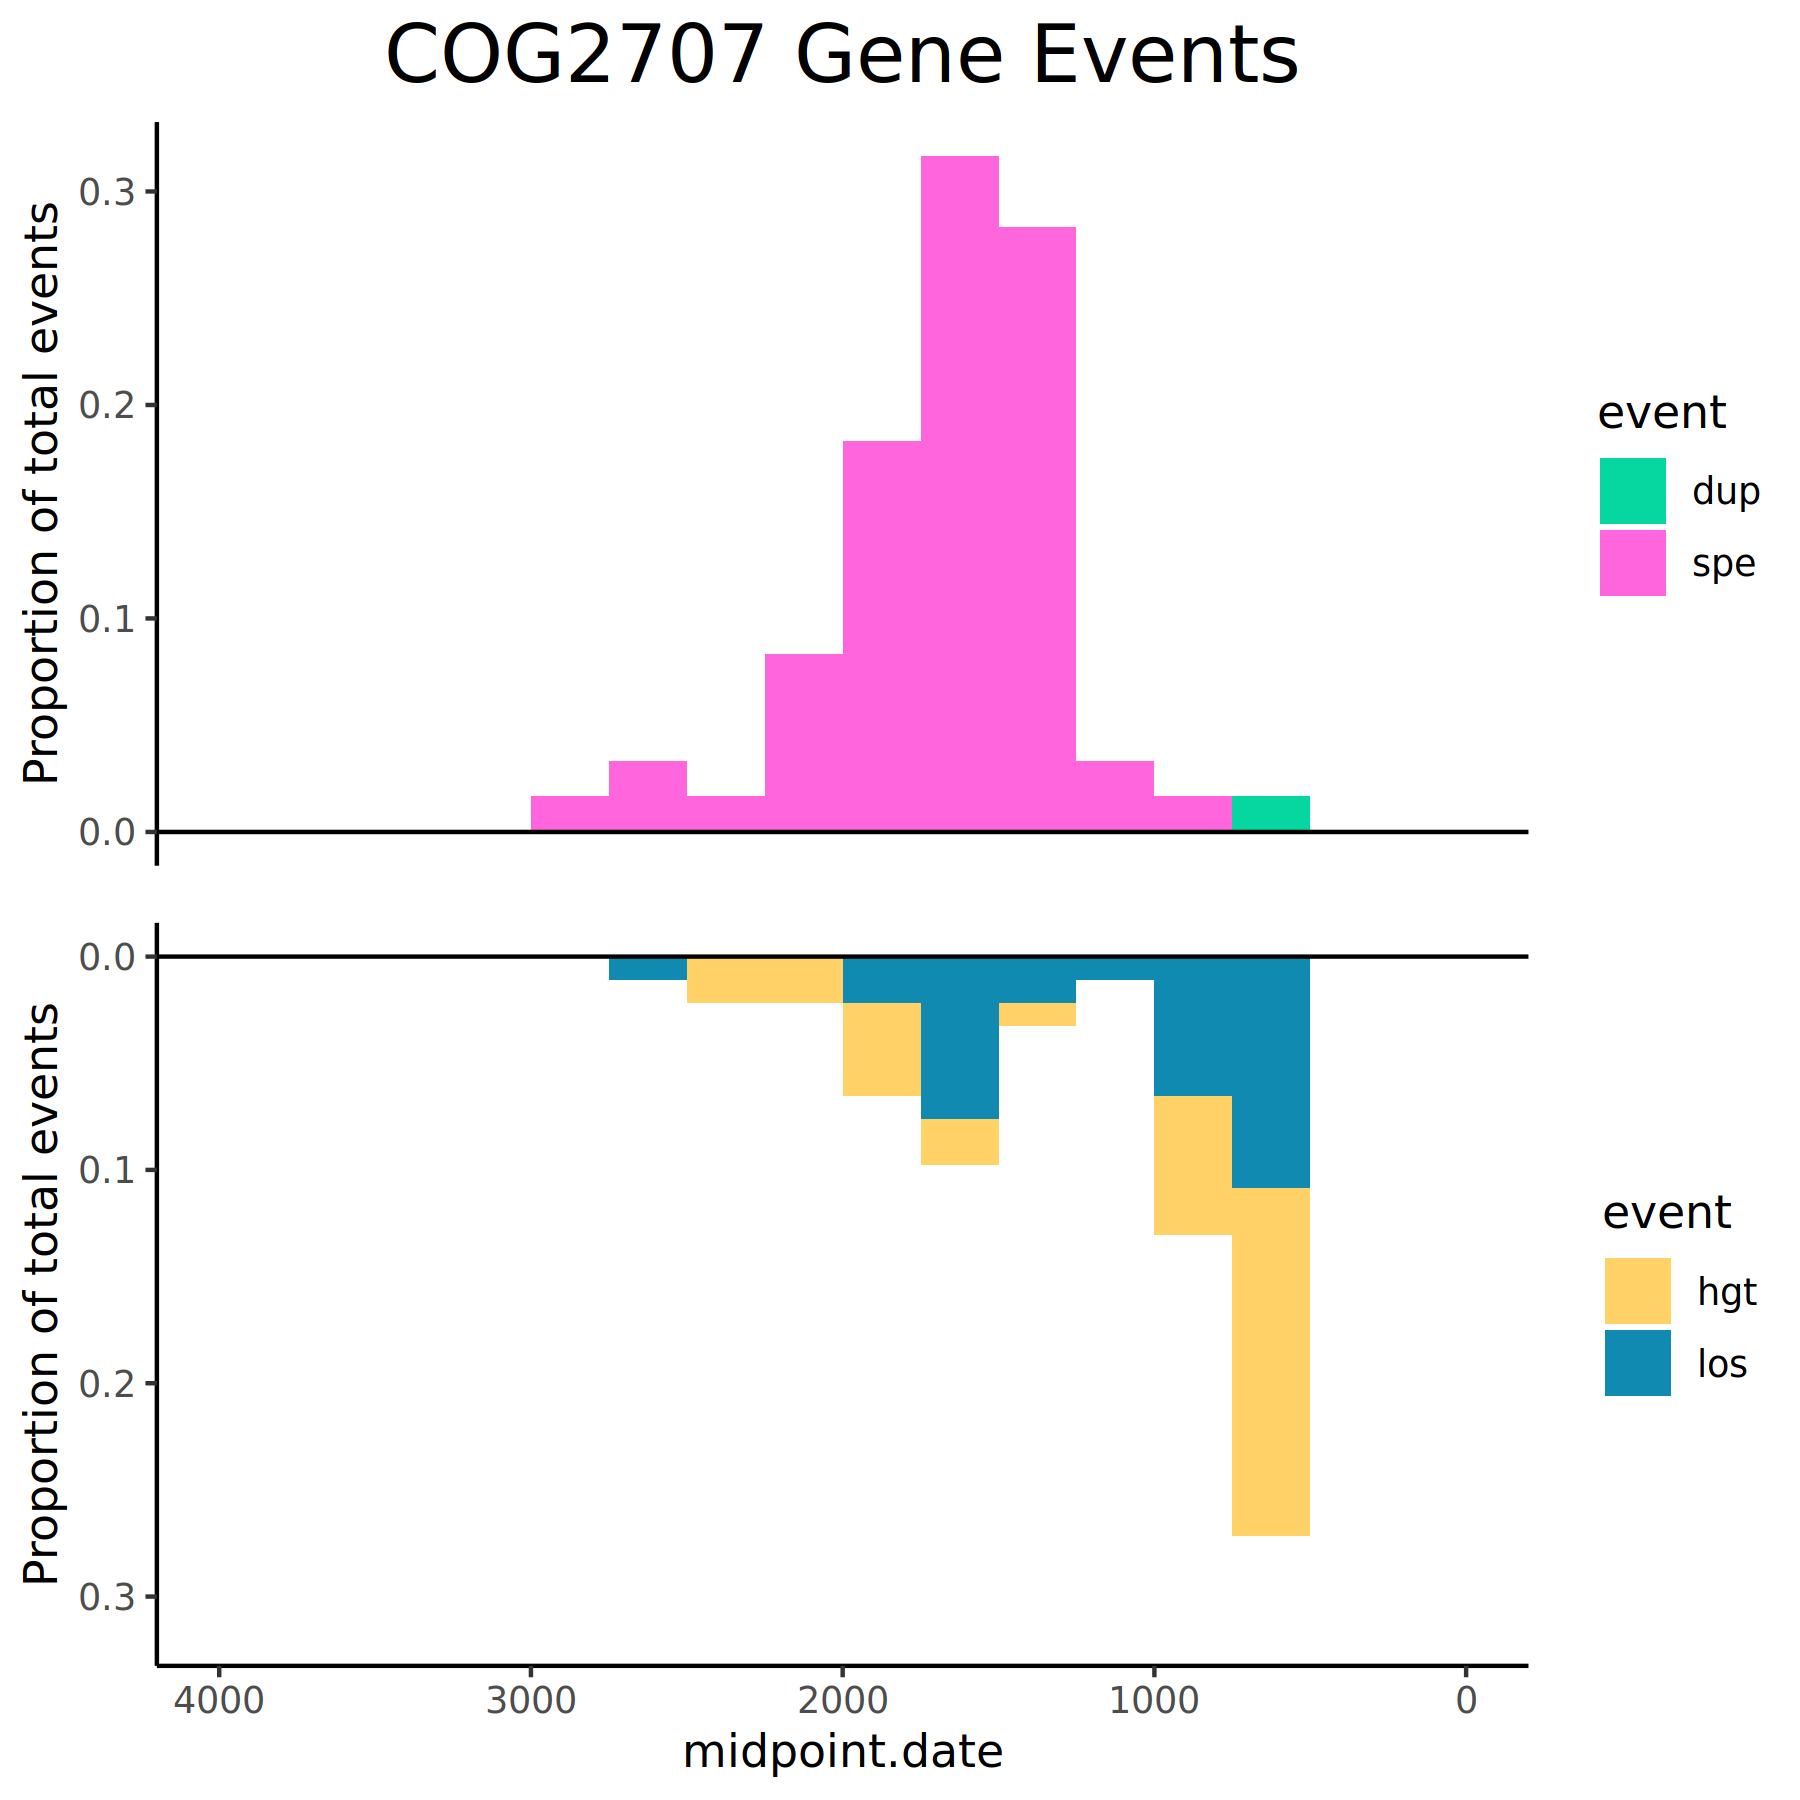 COG2707 Gene Events
Proportion of total events
0.3
0.2
0.1
0.0
event
dup
spe
Proportion of total events
0.0
0.1
0.2
0.3
event
hgt
los
4000 3000 2000 1000 0
midpoint.date